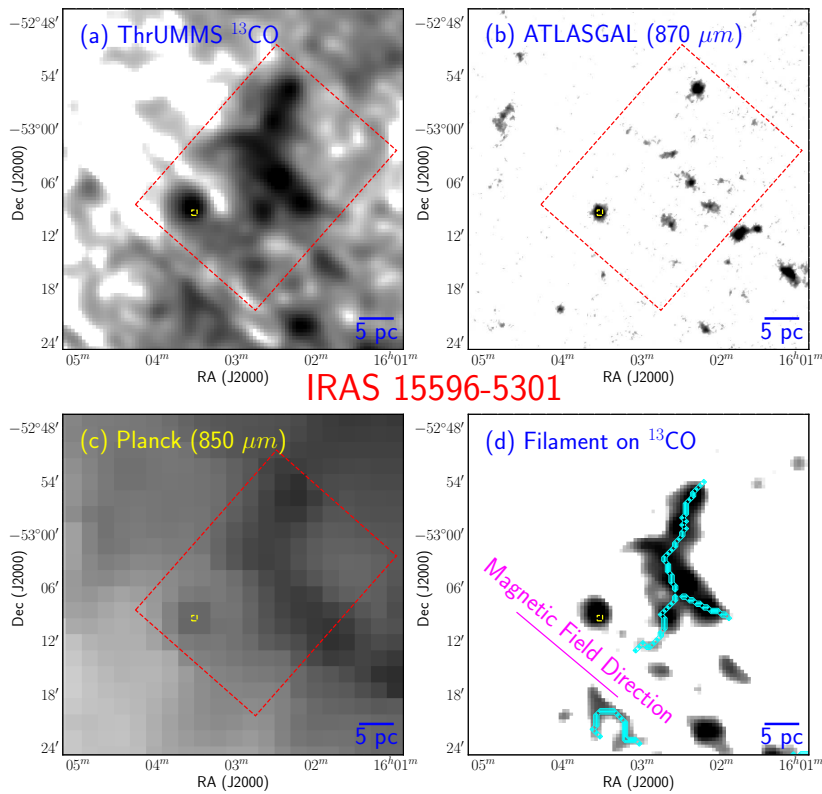 (a) ThrUMMS ¹³CO
−52°48′
54′
−53°00′
06′
12′
18′
24′
Dec (J2000)
5 pc
05ᵐ 04ᵐ 03ᵐ 02ᵐ 16ʰ01ᵐ
RA (J2000)
(b) ATLASGAL (870 μm)
−52°48′
54′
−53°00′
06′
12′
18′
24′
Dec (J2000)
5 pc
05ᵐ 04ᵐ 03ᵐ 02ᵐ 16ʰ01ᵐ
RA (J2000)
IRAS 15596-5301
(c) Planck (850 μm)
−52°48′
54′
−53°00′
06′
12′
18′
24′
Dec (J2000)
5 pc
05ᵐ 04ᵐ 03ᵐ 02ᵐ 16ʰ01ᵐ
RA (J2000)
(d) Filament on ¹³CO
−52°48′
54′
−53°00′
06′
12′
18′
24′
Dec (J2000)
Magnetic Field Direction
5 pc
05ᵐ 04ᵐ 03ᵐ 02ᵐ 16ʰ01ᵐ
RA (J2000)